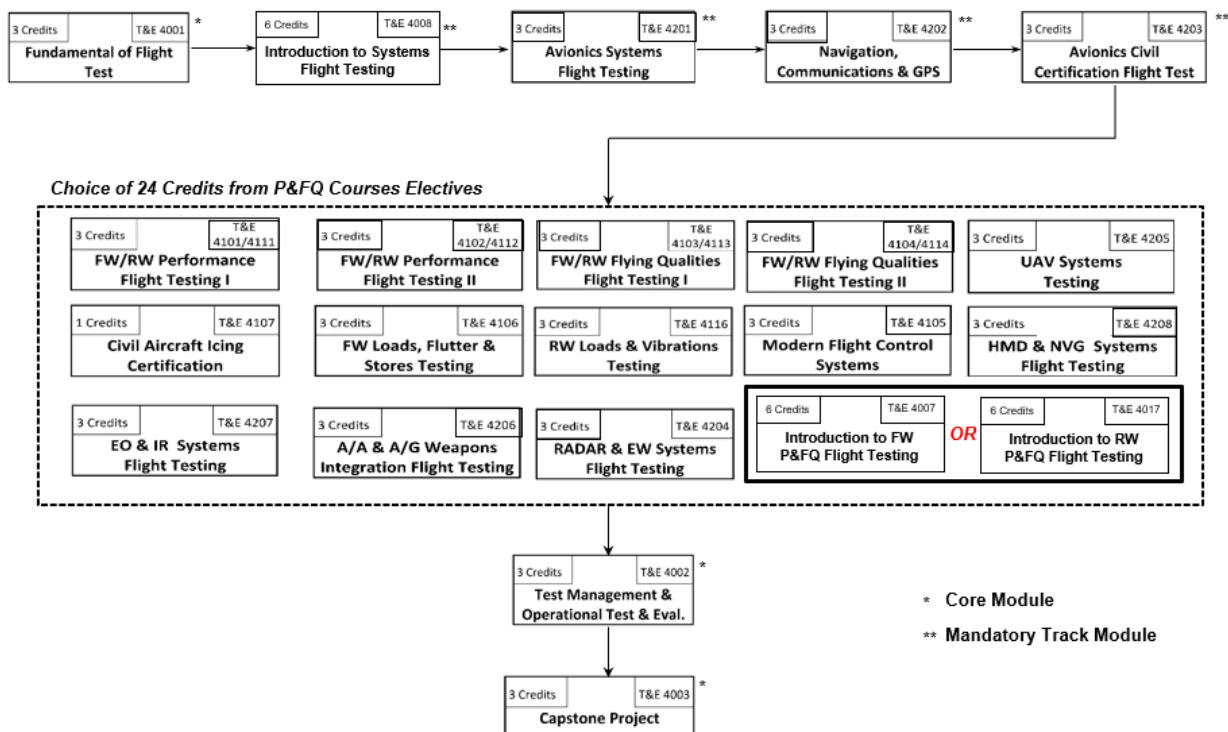 3 Credits T&E 4001 *
Fundamental of Flight
Test
6 Credits T&E 4008 **
Introduction to Systems
Flight Testing
3 Credits T&E 4201 **
Avionics Systems
Flight Testing
3 Credits T&E 4202 **
Navigation,
Communications & GPS
3 Credits T&E 4203 **
Avionics Civil
Certification Flight Test
Choice of 24 Credits from P&FQ Courses Electives
3 Credits T&E
4101/4111
FW/RW Performance
Flight Testing I
3 Credits T&E
4102/4112
FW/RW Performance
Flight Testing II
3 Credits T&E
4103/4113
FW/RW Flying Qualities
Flight Testing I
3 Credits T&E
4104/4114
FW/RW Flying Qualities
Flight Testing II
3 Credits T&E 4205
UAV Systems
Testing
1 Credits T&E 4107
Civil Aircraft Icing
Certification
3 Credits T&E 4106
FW Loads, Flutter &
Stores Testing
3 Credits T&E 4116
RW Loads & Vibrations
Testing
3 Credits T&E 4105
Modern Flight Control
Systems
3 Credits T&E 4208
HMD & NVG Systems
Flight Testing
3 Credits T&E 4207
EO & IR Systems
Flight Testing
3 Credits T&E 4206
A/A & A/G Weapons
Integration Flight Testing
3 Credits T&E 4204
RADAR & EW Systems
Flight Testing
6 Credits T&E 4007
Introduction to FW
P&FQ Flight Testing
OR
6 Credits T&E 4017
Introduction to RW
P&FQ Flight Testing
3 Credits T&E 4002 *
Test Management &
Operational Test & Eval.
* Core Module
** Mandatory Track Module
3 Credits T&E 4003 *
Capstone Project